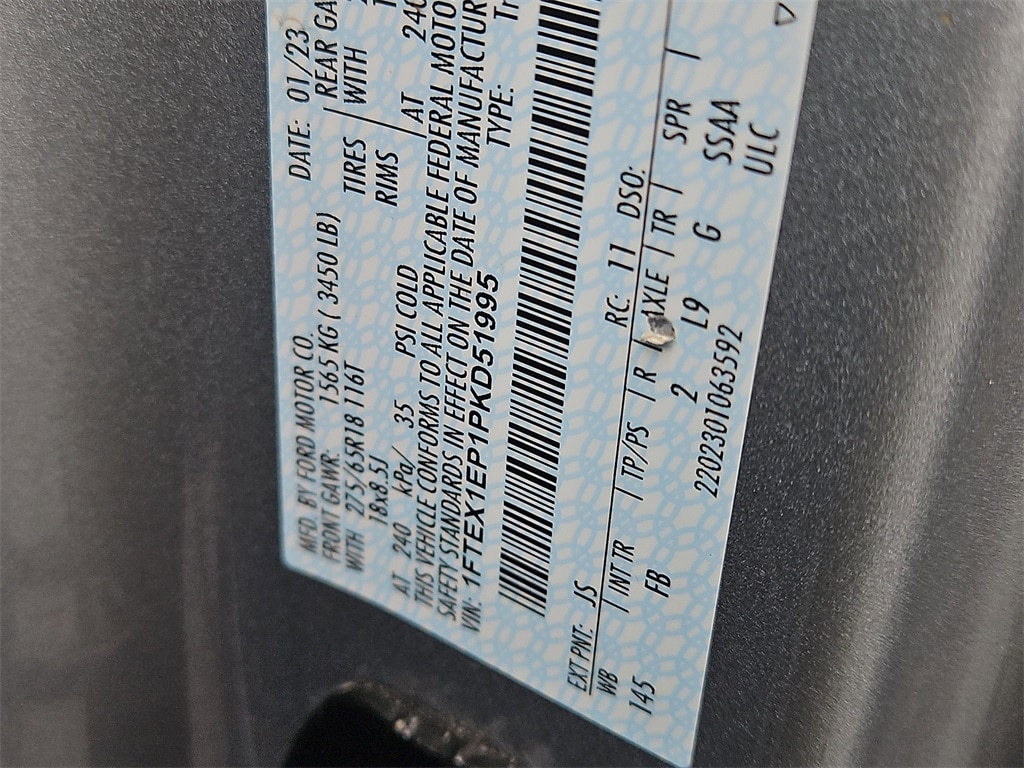 MFD. BY FORD MOTOR CO. DATE: 01/23
FRONT GAWR: 1565 KG ( 3450 LB) REAR GA
WITH 275/65R18 116T TIRES WITH
18x8.5J RIMS
AT 240 kPa/ 35 PSI COLD AT 240
THIS VEHICLE CONFORMS TO ALL APPLICABLE FEDERAL MOTO
SAFETY STANDARDS IN EFFECT ON THE DATE OF MANUFACTUR
VIN: 1FTEX1EP1PKD51995 TYPE: Tr
EXT PNT: JS RC: 11 DSO:
WB / INT TR / TP/PS / R / AXLE / TR / SPR /
145 FB 2 L9 G SSAA
2202301063592 ULC